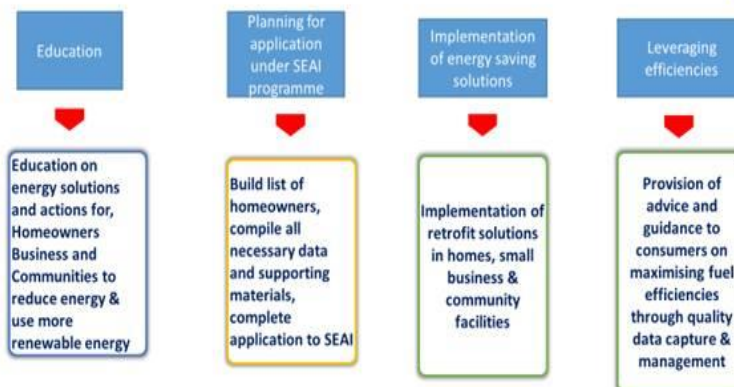 Education
Planning for
application
under SEAI
programme
Implementation
of energy saving
solutions
Leveraging
efficiencies
Education on
energy solutions
and actions for,
Homeowners
Business and
Communities to
reduce energy &
use more
renewable energy
Build list of
homeowners,
compile all
necessary data
and supporting
materials,
complete
application to SEAI
Implementation of
retrofit solutions
in homes, small
business &
community
facilities
Provision of
advice and
guidance to
consumers on
maximising fuel
efficiencies
through quality
data capture &
management